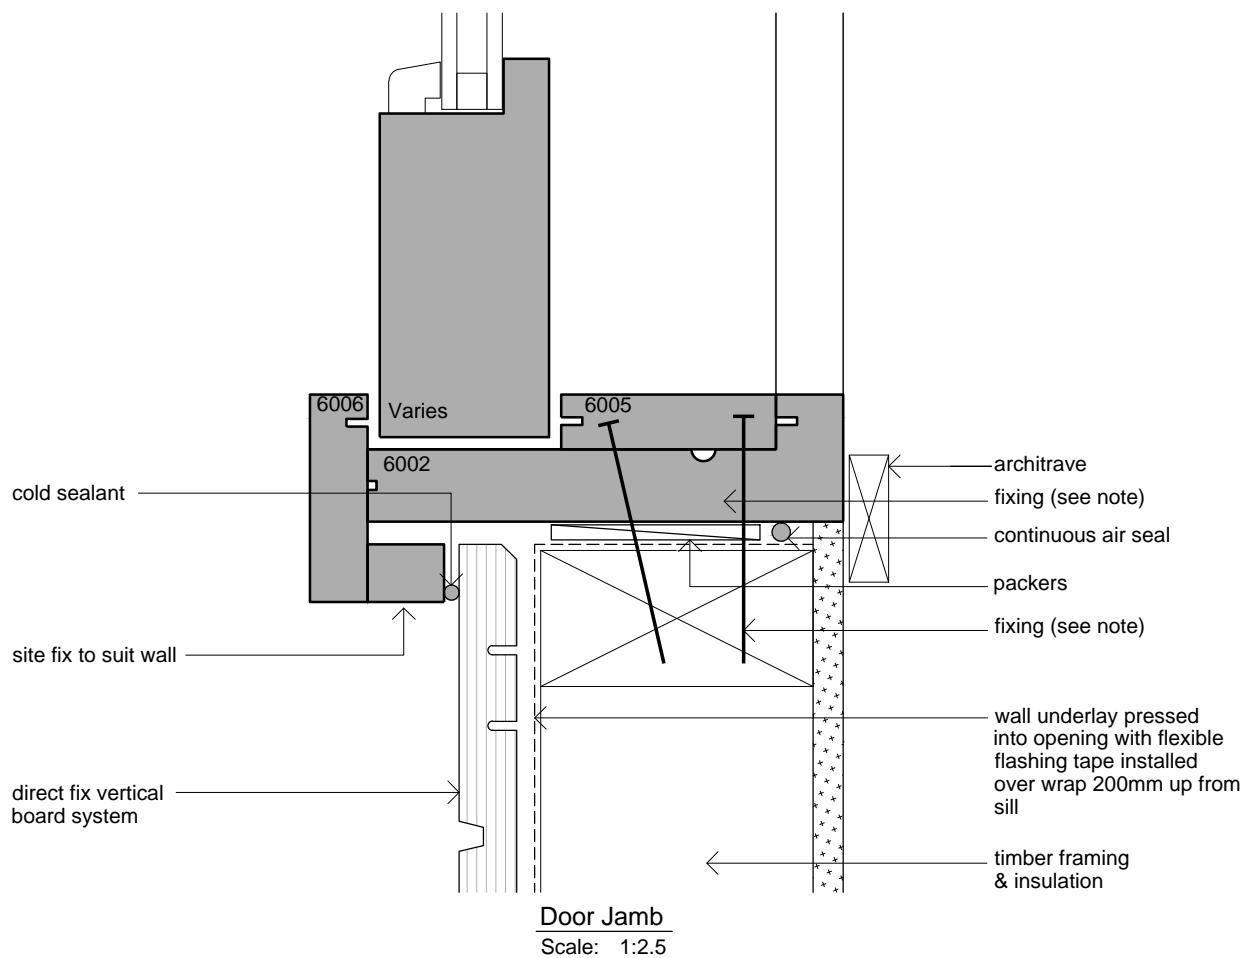 6006
Varies
6005
6002
cold sealant
site fix to suit wall
direct fix vertical
board system
architrave
fixing (see note)
continuous air seal
packers
fixing (see note)
wall underlay pressed
into opening with flexible
flashing tape installed
over wrap 200mm up from
sill
timber framing
& insulation
Door Jamb
Scale: 1:2.5